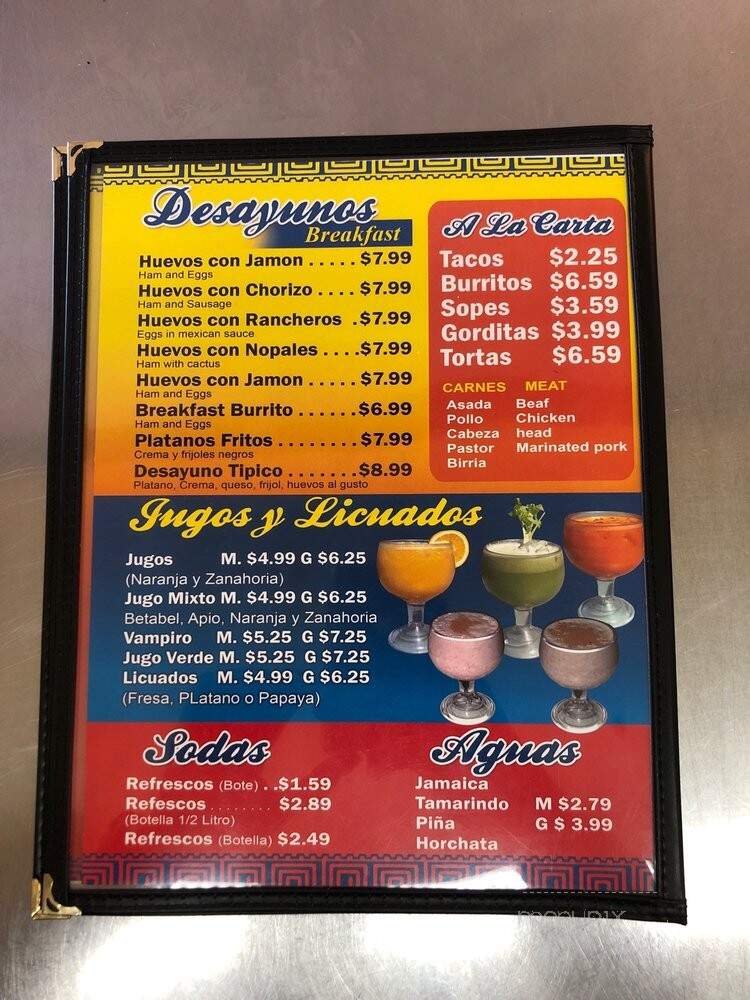 Desayunos
Breakfast
Huevos con Jamon . . . . . $7.99
Ham and Eggs
Huevos con Chorizo . . . . $7.99
Ham and Sausage
Huevos con Rancheros . $7.99
Eggs in mexican sauce
Huevos con Nopales . . . . $7.99
Ham with cactus
Huevos con Jamon . . . . . $7.99
Ham and Eggs
Breakfast Burrito . . . . . . $6.99
Ham and Eggs
Platanos Fritos . . . . . . . . $7.99
Crema y frijoles negros
Desayuno Tipico . . . . . . . $8.99
Platano, Crema, queso, frijol, huevos al gusto
A La Carta
Tacos $2.25
Burritos $6.59
Sopes $3.59
Gorditas $3.99
Tortas $6.59
CARNES MEAT
Asada Beef
Pollo Chicken
Cabeza head
Pastor Marinated pork
Birria
Jugos y Licuados
Jugos M. $4.99 G $6.25
(Naranja y Zanahoria)
Jugo Mixto M. $4.99 G $6.25
Betabel, Apio, Naranja y Zanahoria
Vampiro M. $5.25 G $7.25
Jugo Verde M. $5.25 G $7.25
Licuados M. $4.99 G $6.25
(Fresa, PLatano o Papaya)
Sodas
Refrescos (Bote) . . $1.59
Refescos . . . . . . . . $2.89
(Botella 1/2 Litro)
Refrescos (Botella) $2.49
Aguas
Jamaica
Tamarindo M $2.79
Piña G $ 3.99
Horchata
menupix